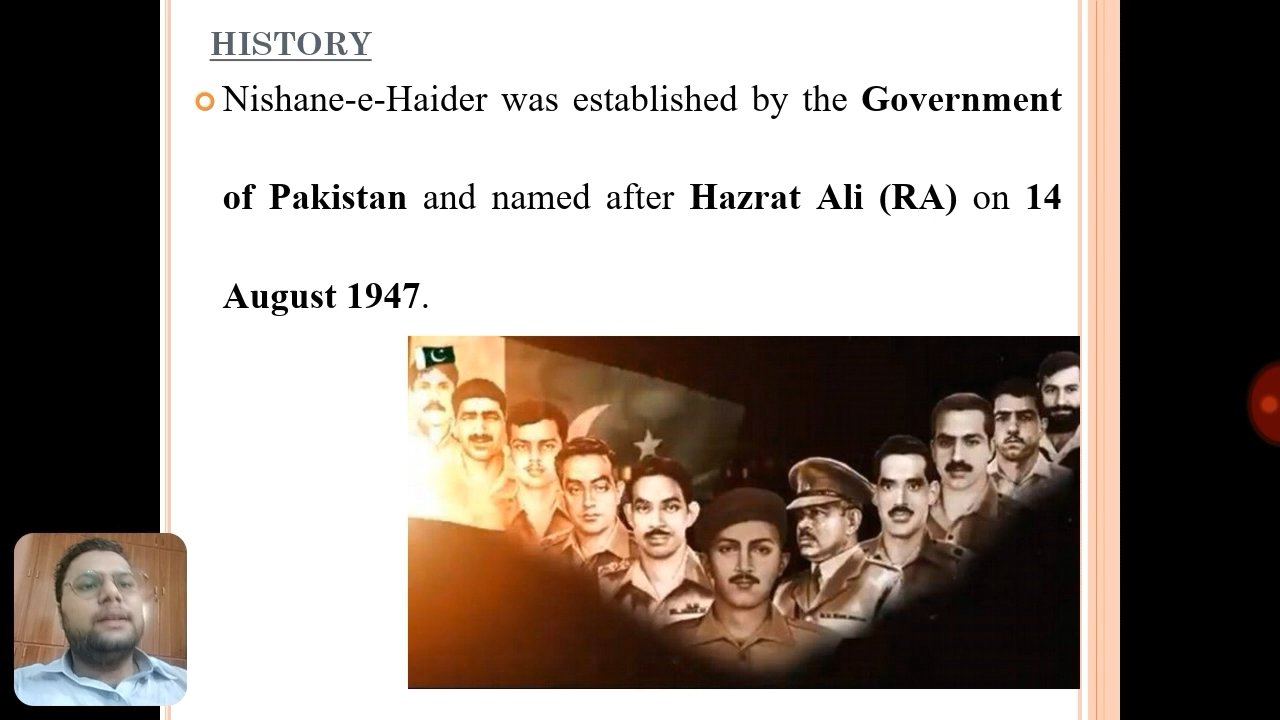 HISTORY
Nishane-e-Haider was established by the Government
of Pakistan and named after Hazrat Ali (RA) on 14
August 1947.